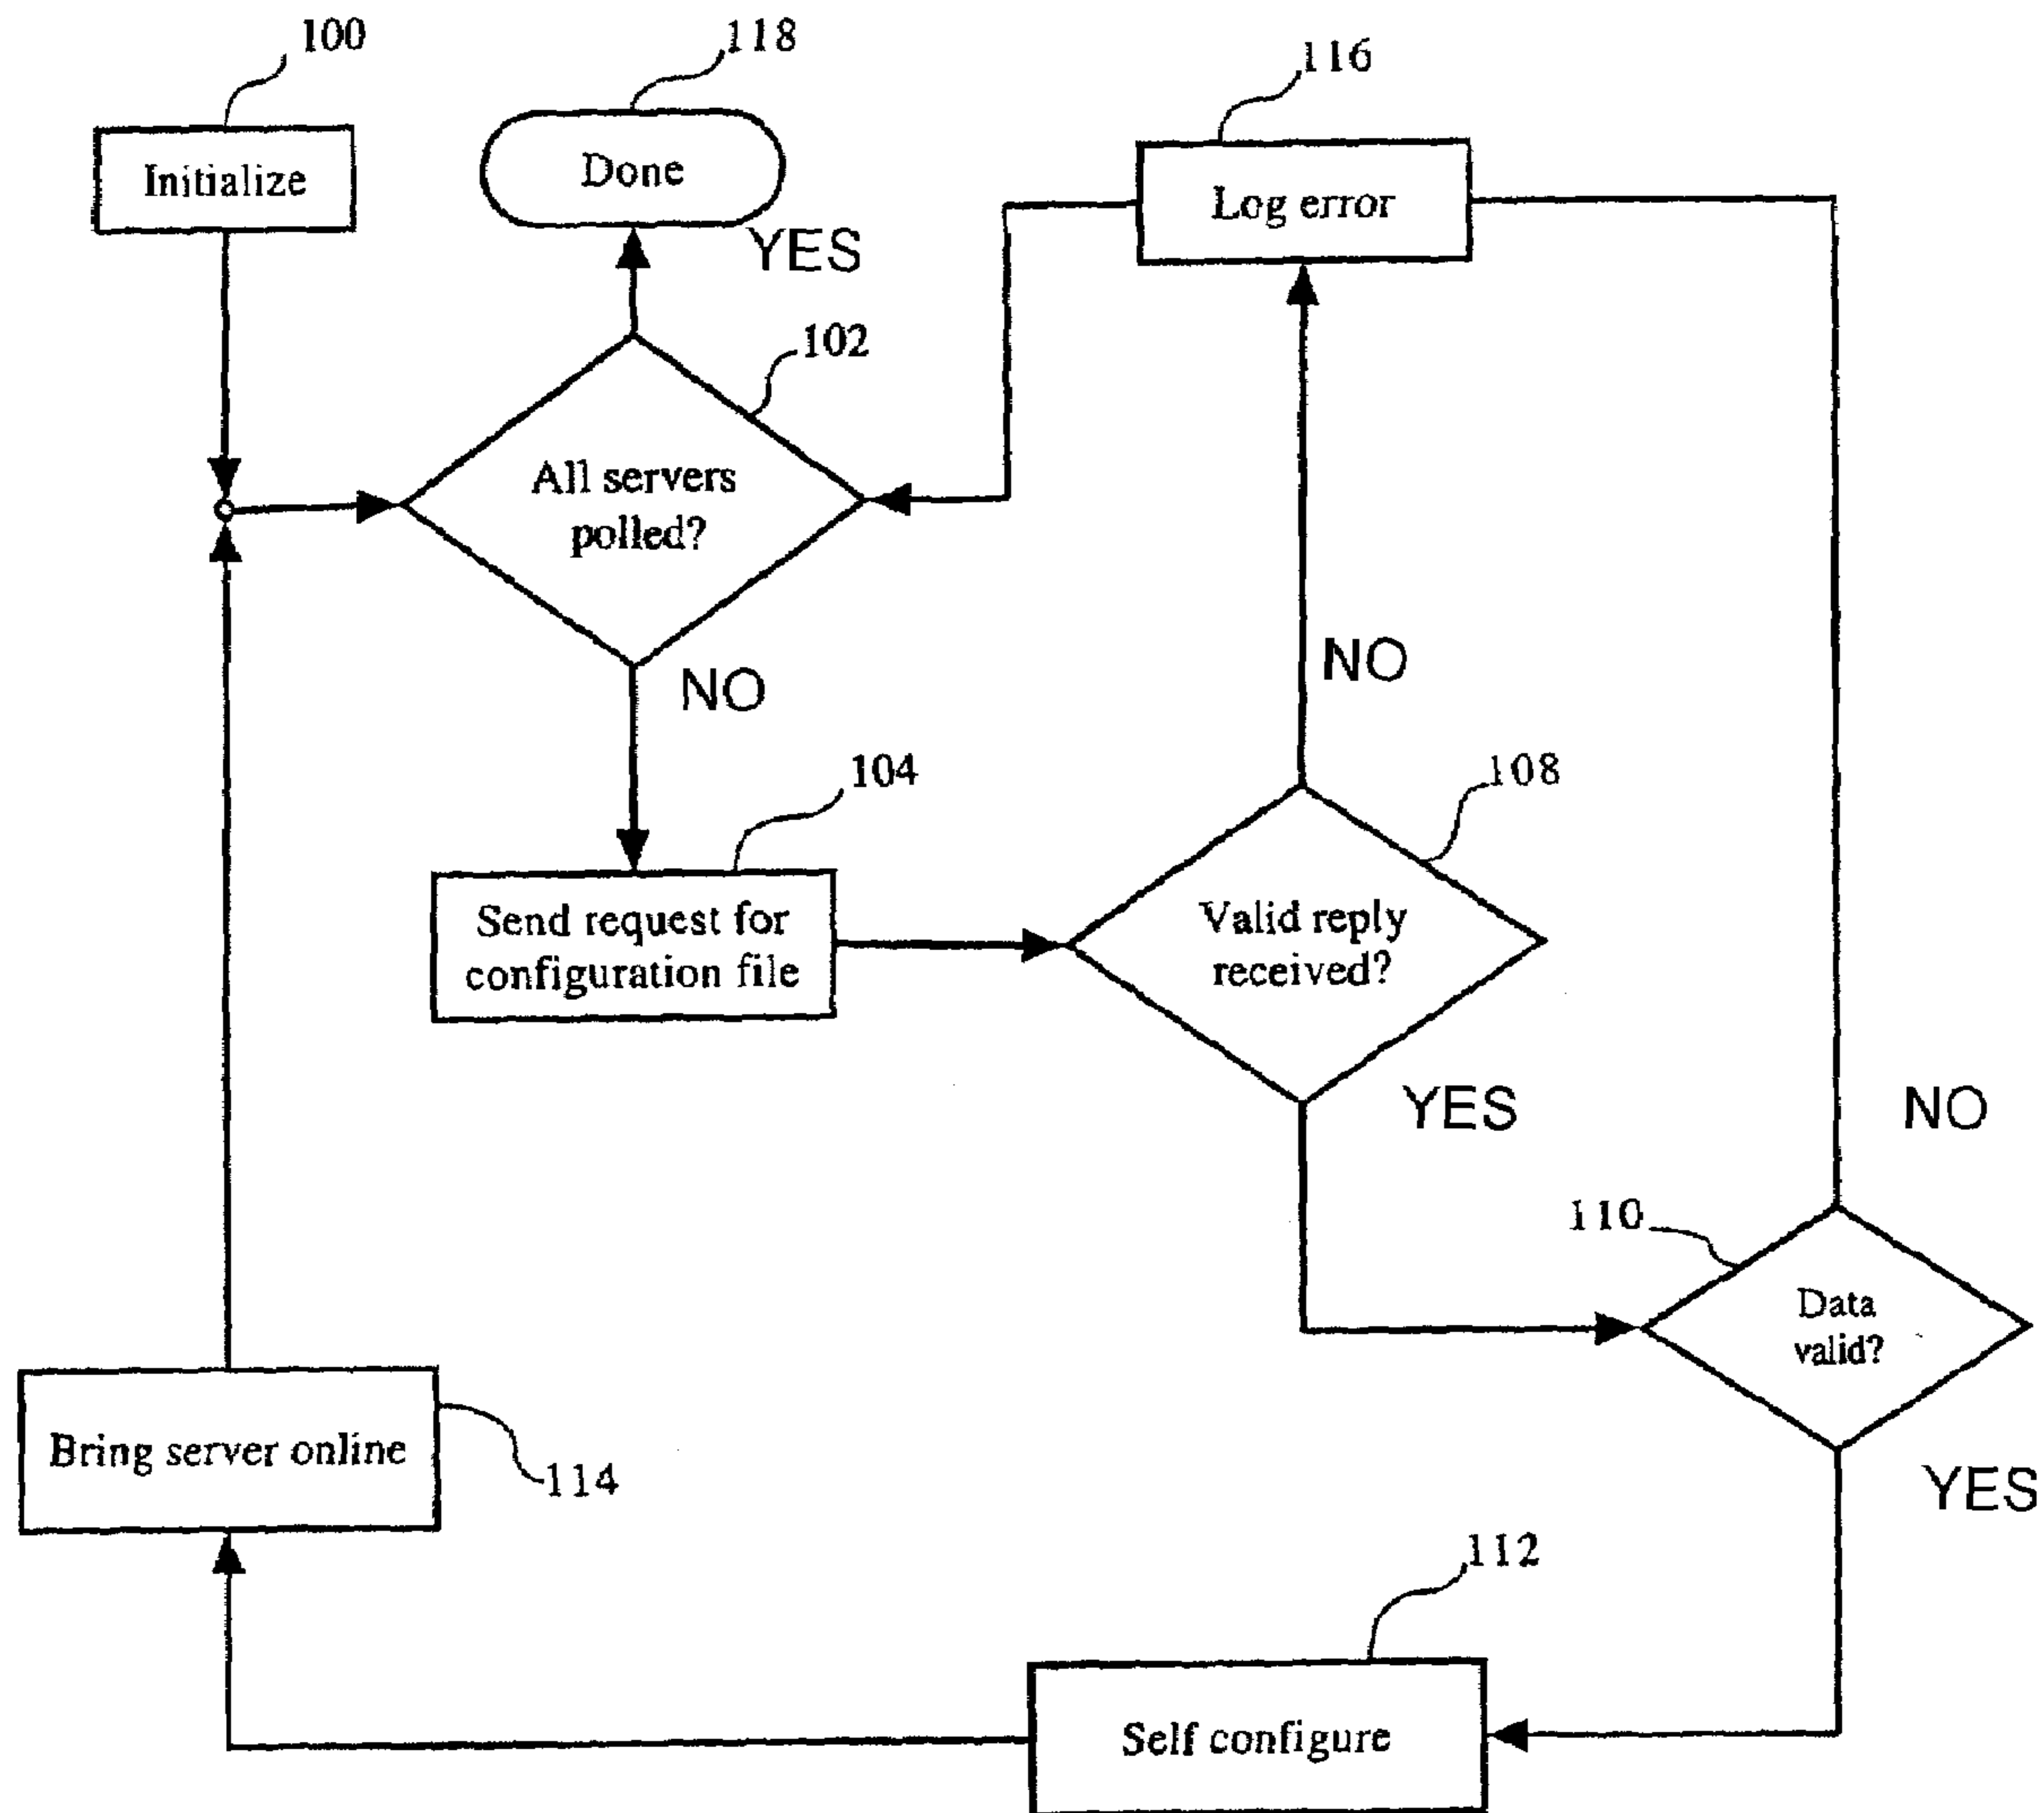 100
118
116
Initialize
Done
Log error
YES
102
All servers
polled?
NO
NO
104
108
Send request for
configuration file
Valid reply
received?
YES
NO
110
Data
valid?
Bring server online
114
YES
112
Self configure